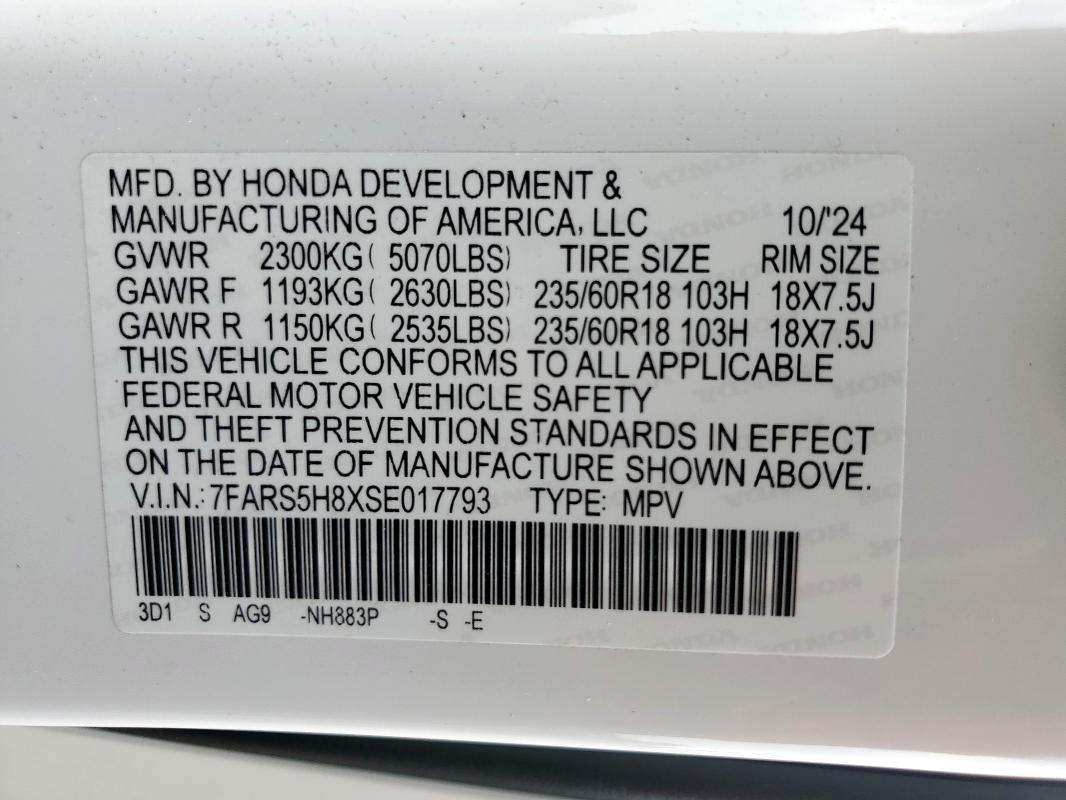 MFD. BY HONDA DEVELOPMENT &
MANUFACTURING OF AMERICA, LLC 10/'24
GVWR 2300KG( 5070LBS) TIRE SIZE RIM SIZE
GAWR F 1193KG( 2630LBS) 235/60R18 103H 18X7.5J
GAWR R 1150KG( 2535LBS) 235/60R18 103H 18X7.5J
THIS VEHICLE CONFORMS TO ALL APPLICABLE
FEDERAL MOTOR VEHICLE SAFETY
AND THEFT PREVENTION STANDARDS IN EFFECT
ON THE DATE OF MANUFACTURE SHOWN ABOVE.
V.I.N.: 7FARS5H8XSE017793 TYPE: MPV
3D1 S AG9 -NH883P -S -E